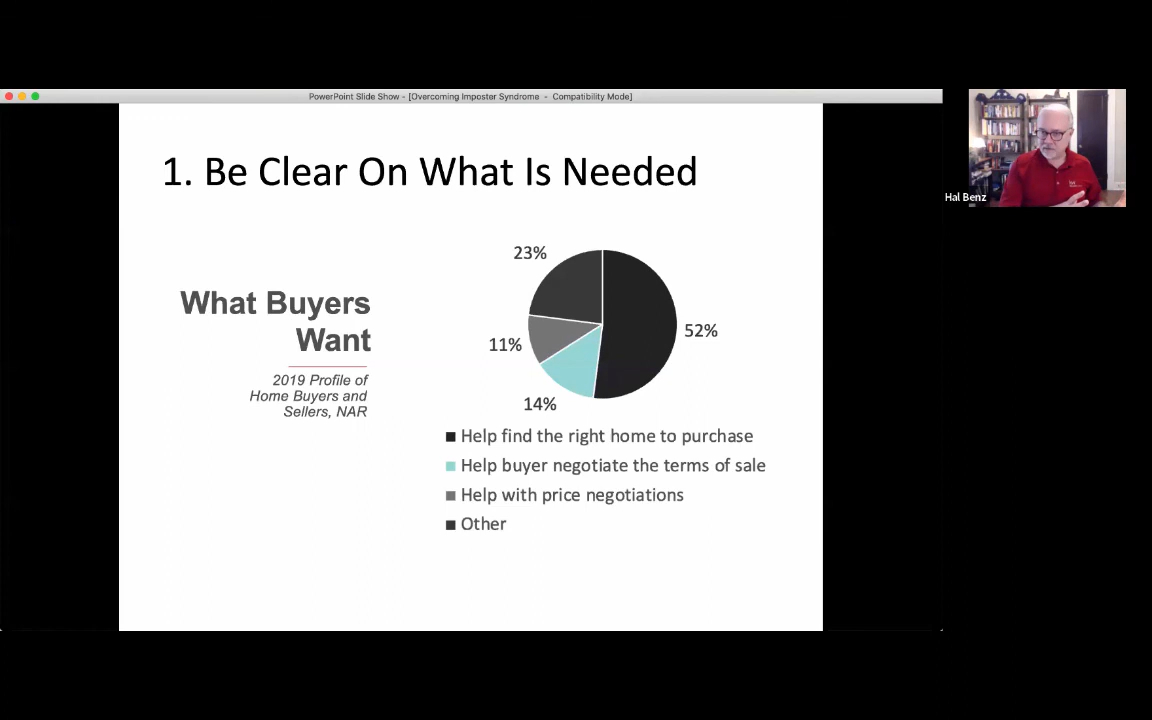 PowerPoint Slide Show - [Overcoming Imposter Syndrome - Compatibility Mode]
1. Be Clear On What Is Needed
What Buyers
Want
2019 Profile of
Home Buyers and
Sellers, NAR
23%
52%
11%
14%
Help find the right home to purchase
Help buyer negotiate the terms of sale
Help with price negotiations
Other
Hal Benz